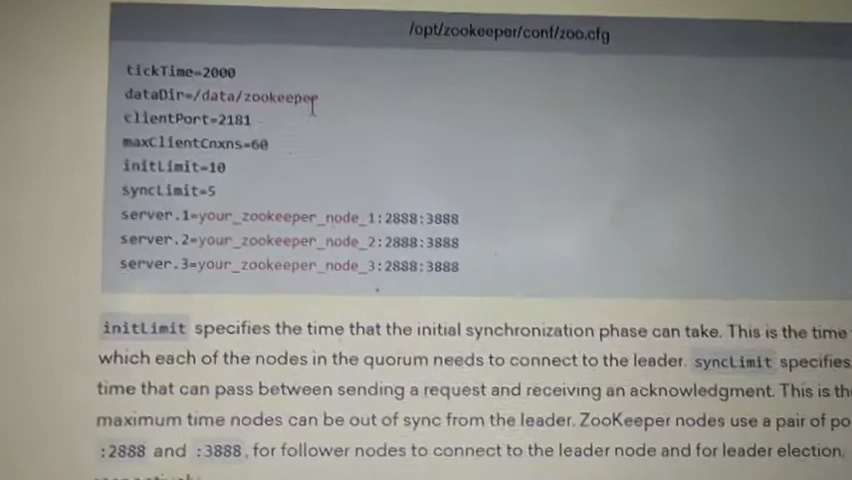 /opt/zookeeper/conf/zoo.cfg
tickTime=2000
dataDir=/data/zookeeper
clientPort=2181
maxClientCnxns=60
initLimit=10
syncLimit=5
server.1=your_zookeeper_node_1:2888:3888
server.2=your_zookeeper_node_2:2888:3888
server.3=your_zookeeper_node_3:2888:3888
initLimit specifies the time that the initial synchronization phase can take. This is the time
which each of the nodes in the quorum needs to connect to the leader. syncLimit specifies
time that can pass between sending a request and receiving an acknowledgment. This is the
maximum time nodes can be out of sync from the leader. ZooKeeper nodes use a pair of po
:2888 and :3888, for follower nodes to connect to the leader node and for leader election,